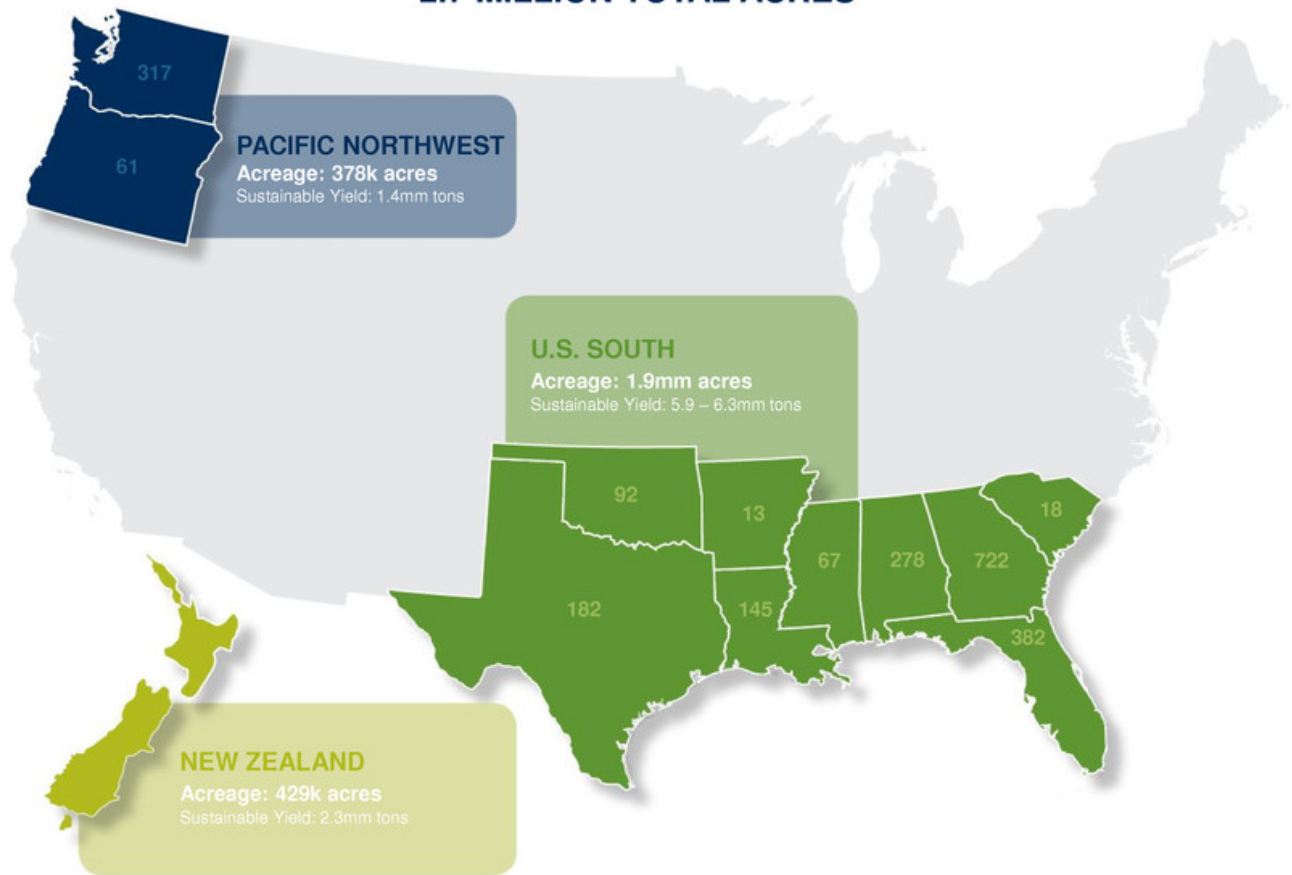 317
61
PACIFIC NORTHWEST
Acreage: 378k acres
Sustainable Yield: 1.4mm tons
U.S. SOUTH
Acreage: 1.9mm acres
Sustainable Yield: 5.9 – 6.3mm tons
92
13
18
67
278
722
182
145
382
NEW ZEALAND
Acreage: 429k acres
Sustainable Yield: 2.3mm tons